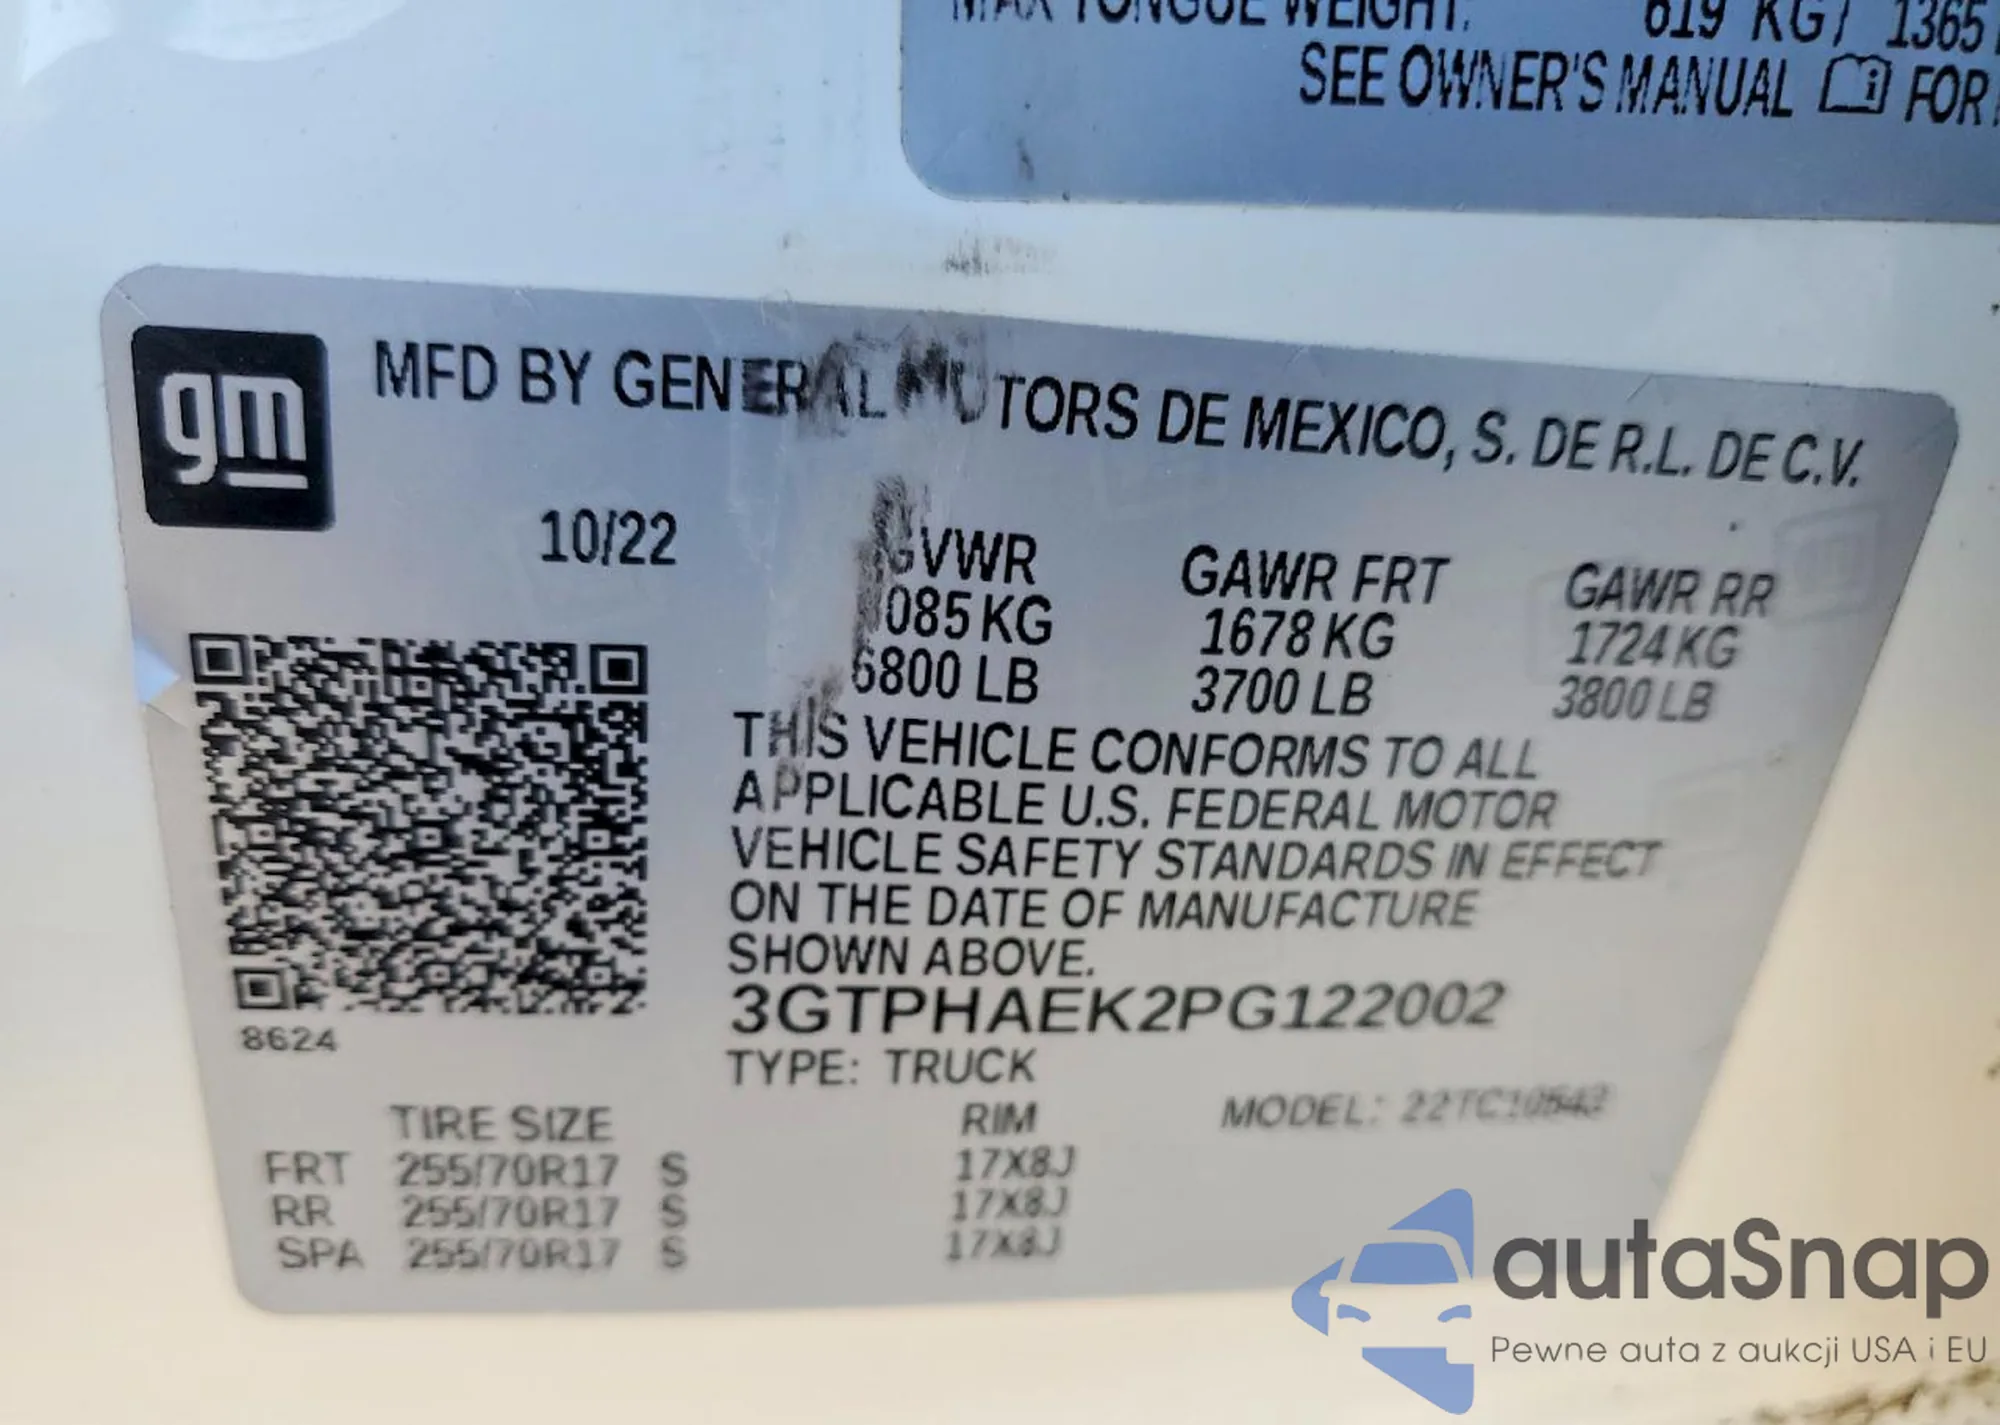 MAX TONGUE WEIGHT: 619 KG / 1365
SEE OWNER'S MANUAL FOR
gm
MFD BY GENERAL MOTORS DE MEXICO, S. DE R.L. DE C.V.
10/22
GVWR GAWR FRT GAWR RR
085 KG 1678 KG 1724 KG
6800 LB 3700 LB 3800 LB
THIS VEHICLE CONFORMS TO ALL
APPLICABLE U.S. FEDERAL MOTOR
VEHICLE SAFETY STANDARDS IN EFFECT
ON THE DATE OF MANUFACTURE
SHOWN ABOVE.
3GTPHAEK2PG122002
8624
TYPE: TRUCK
MODEL: 22TC10543
TIRE SIZE RIM
FRT 255/70R17 S 17X8J
RR 255/70R17 S 17X8J
SPA 255/70R17 S 17X8J
autaSnap
Pewne auta z aukcji USA i EU